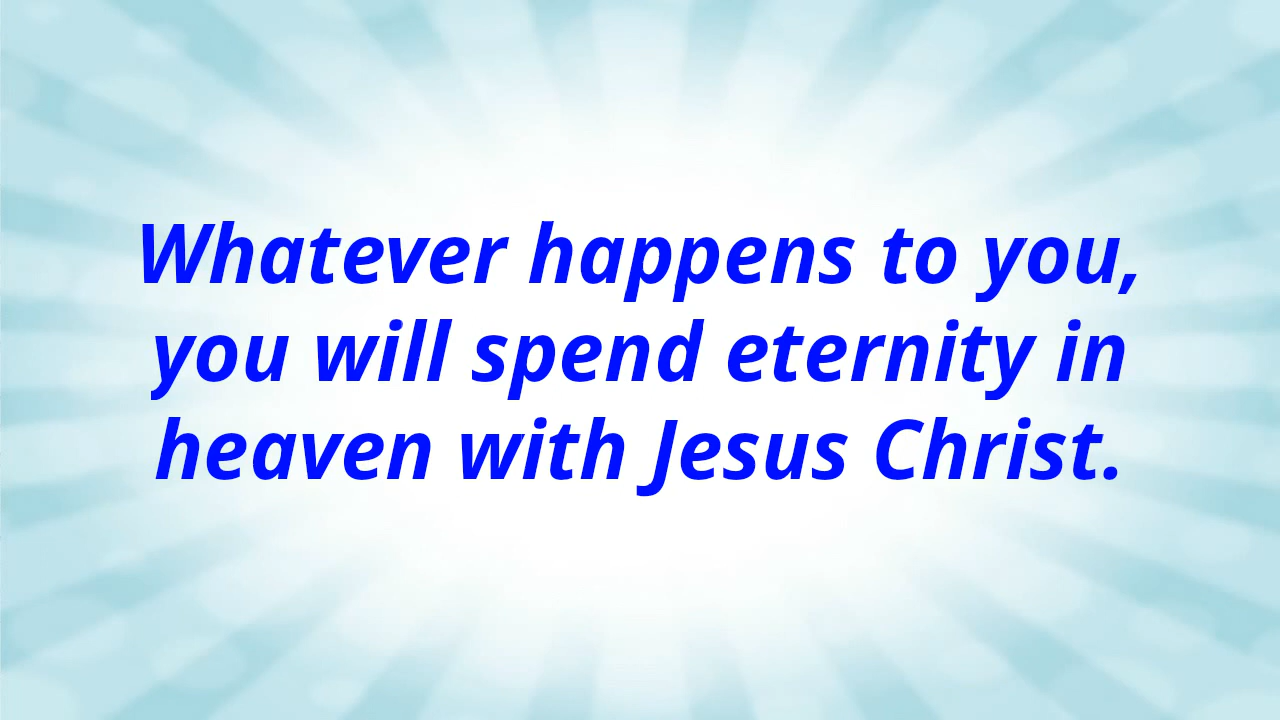 Whatever happens to you,
you will spend eternity in
heaven with Jesus Christ.